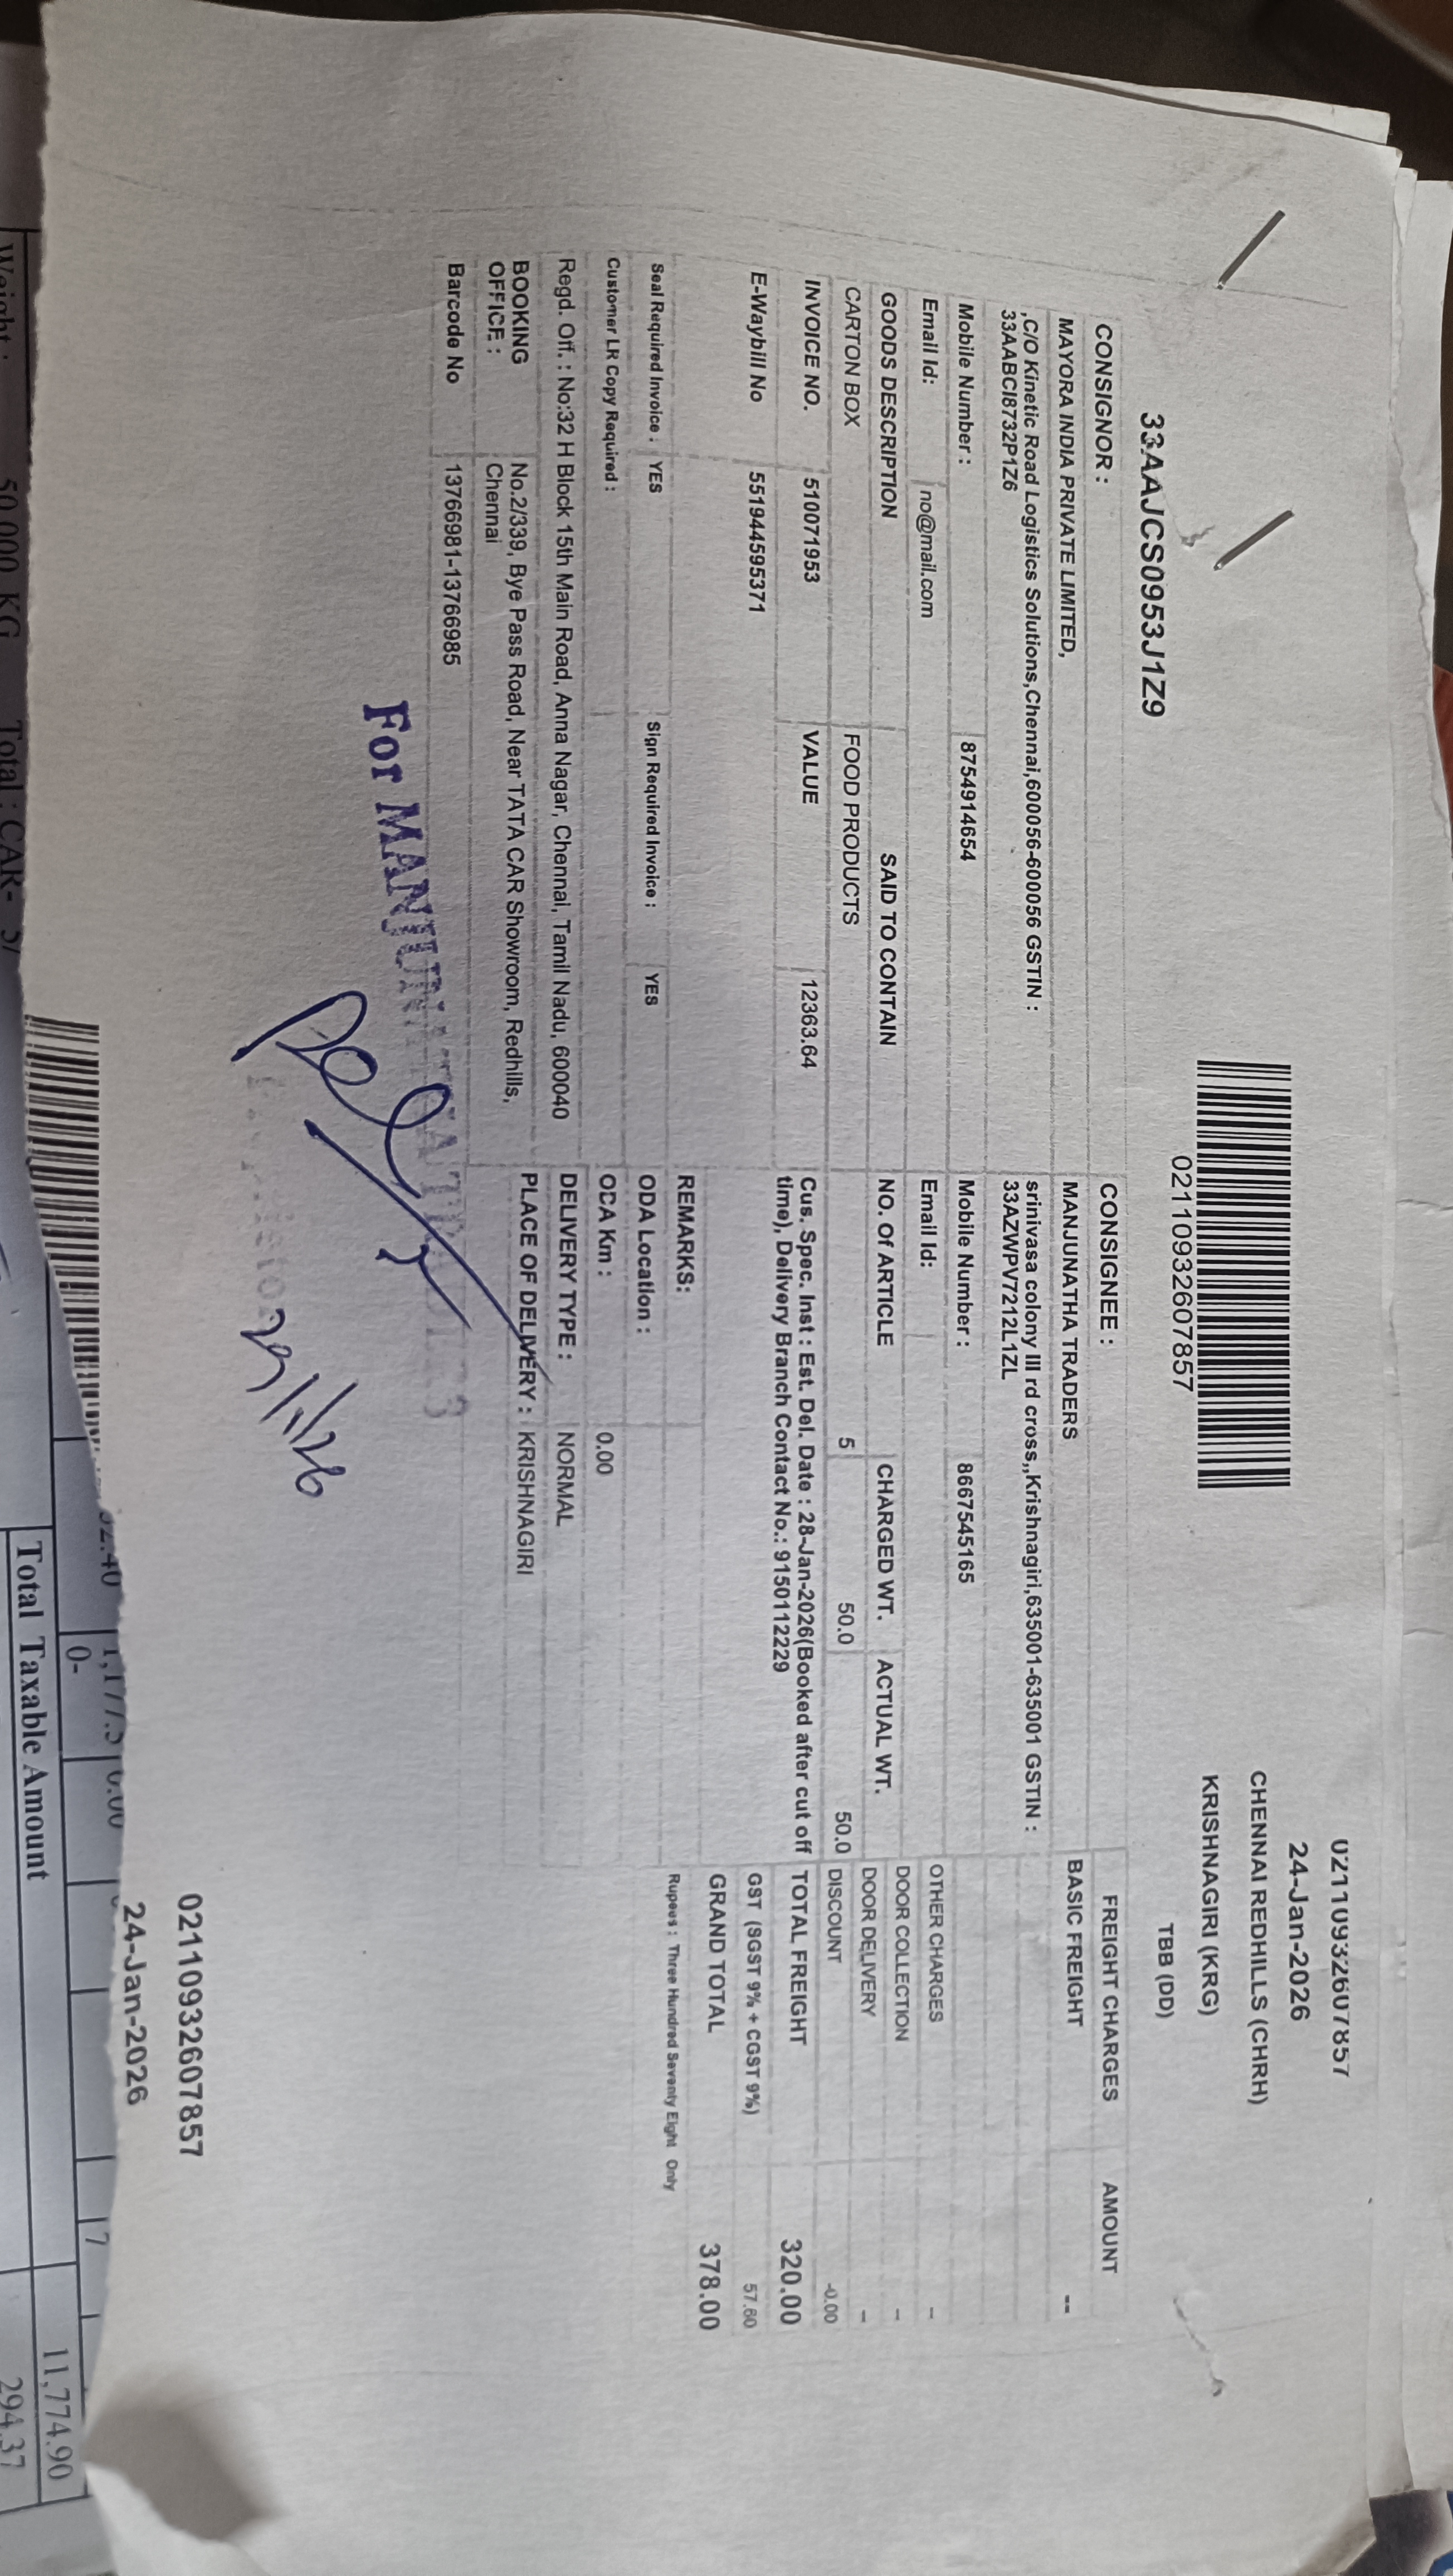 02110932607857
24-Jan-2026
CHENNAI REDHILLS (CHRH)
KRISHNAGIRI (KRG)
TBB (DD)
02110932607857
33AAJCS0953J1Z9
CONSIGNOR : CONSIGNEE : FREIGHT CHARGES AMOUNT
MAYORA INDIA PRIVATE LIMITED, MANJUNATHA TRADERS BASIC FREIGHT --
,C/O Kinetic Road Logistics Solutions,Chennai,600056-600056 GSTIN : srinivasa colony III rd cross,,Krishnagiri,635001-635001 GSTIN :
33AABCI8732P1Z6 33AZWPV7212L1ZL
Mobile Number : 8754914654 Mobile Number : 8667545165
Email Id: no@mail.com Email Id: OTHER CHARGES -
GOODS DESCRIPTION SAID TO CONTAIN NO. Of ARTICLE CHARGED WT. ACTUAL WT. DOOR COLLECTION -
CARTON BOX FOOD PRODUCTS 5 50.0 50.0 DOOR DELIVERY -
DISCOUNT -0.00
INVOICE NO. 510071953 VALUE 12363.64 Cus. Spec. Inst : Est. Del. Date : 28-Jan-2026(Booked after cut off TOTAL FREIGHT 320.00
time), Delivery Branch Contact No.: 9150112229
E-Waybill No 551944595371 GST (SGST 9% + CGST 9%) 57.60
GRAND TOTAL 378.00
REMARKS: Rupees : Three Hundred Seventy Eight Only
Seal Required Invoice : YES Sign Required Invoice : YES ODA Location :
Customer LR Copy Required : ODA Km : 0.00
Regd. Off. : No:32 H Block 15th Main Road, Anna Nagar, Chennai, Tamil Nadu, 600040 DELIVERY TYPE : NORMAL
BOOKING OFFICE : No.2/339, Bye Pass Road, Near TATA CAR Showroom, Redhills, Chennai PLACE OF DELIVERY : KRISHNAGIRI
Barcode No 13766981-13766985
For MANJUNATHA
02110932607857
24-Jan-2026
0-
7
11,774.90
Total Taxable Amount
294.37
50.000 KG